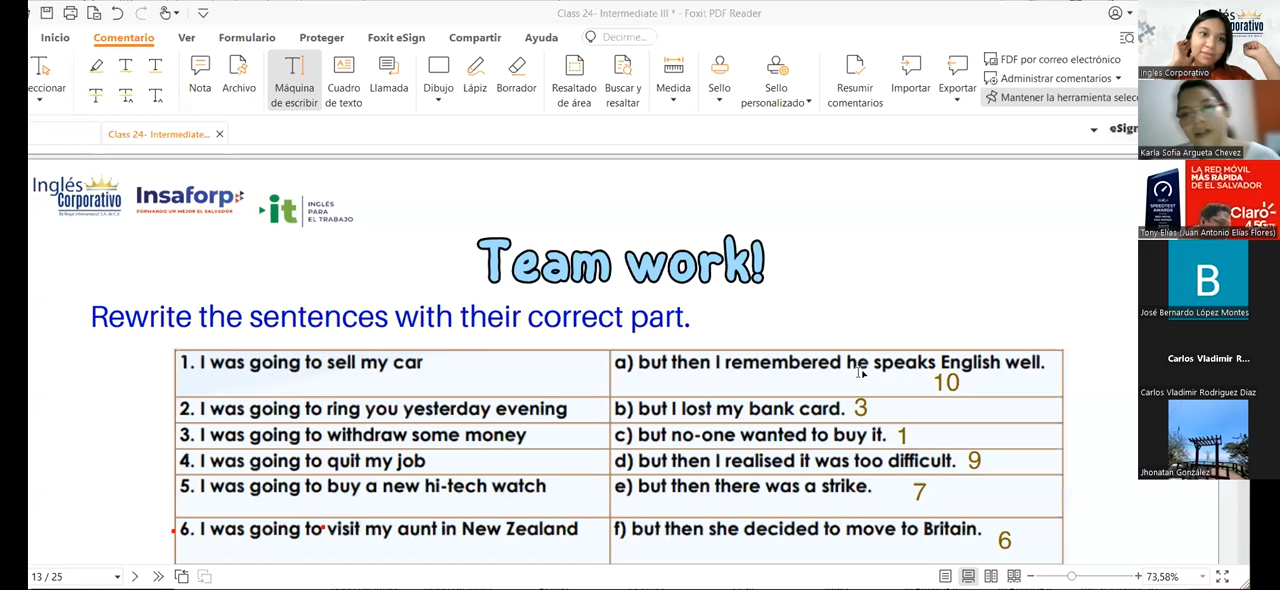 Class 24- Intermediate III * - Foxit PDF Reader
Inicio Comentario Ver Formulario Proteger Foxit eSign Compartir Ayuda Decirme...
eccionar Nota Archivo Máquina de escribir Cuadro de texto Llamada Dibujo Lápiz Borrador Resaltado de área Buscar y resaltar Medida Sello Sello personalizado Resumir comentarios Importar Exportar
FDF por correo electrónico
Administrar comentarios
Mantener la herramienta selec
Class 24- Intermediate...
eSign
Inglés Corporativo
Insaforp
FORMANDO UN MEJOR EL SALVADOR
it INGLÉS PARA EL TRABAJO
Team work!
Rewrite the sentences with their correct part.
1. I was going to sell my car a) but then I remembered he speaks English well.
10
2. I was going to ring you yesterday evening b) but I lost my bank card. 3
3. I was going to withdraw some money c) but no-one wanted to buy it. 1
4. I was going to quit my job d) but then I realised it was too difficult. 9
5. I was going to buy a new hi-tech watch e) but then there was a strike. 7
6. I was going to visit my aunt in New Zealand f) but then she decided to move to Britain. 6
13 / 25
73,58%
Ingles Corporativo
Karla Sofia Argueta Chevez
LA RED MÓVIL
MÁS RÁPIDA
DE EL SALVADOR
SPEEDTEST
AWARDS
Claro
4.5G
Tony Elias (Juan Antonio Elías Flores)
B
José Bernardo López Montes
Carlos Vladimir R...
Carlos Vladimir Rodriguez Diaz
Jhonatan González